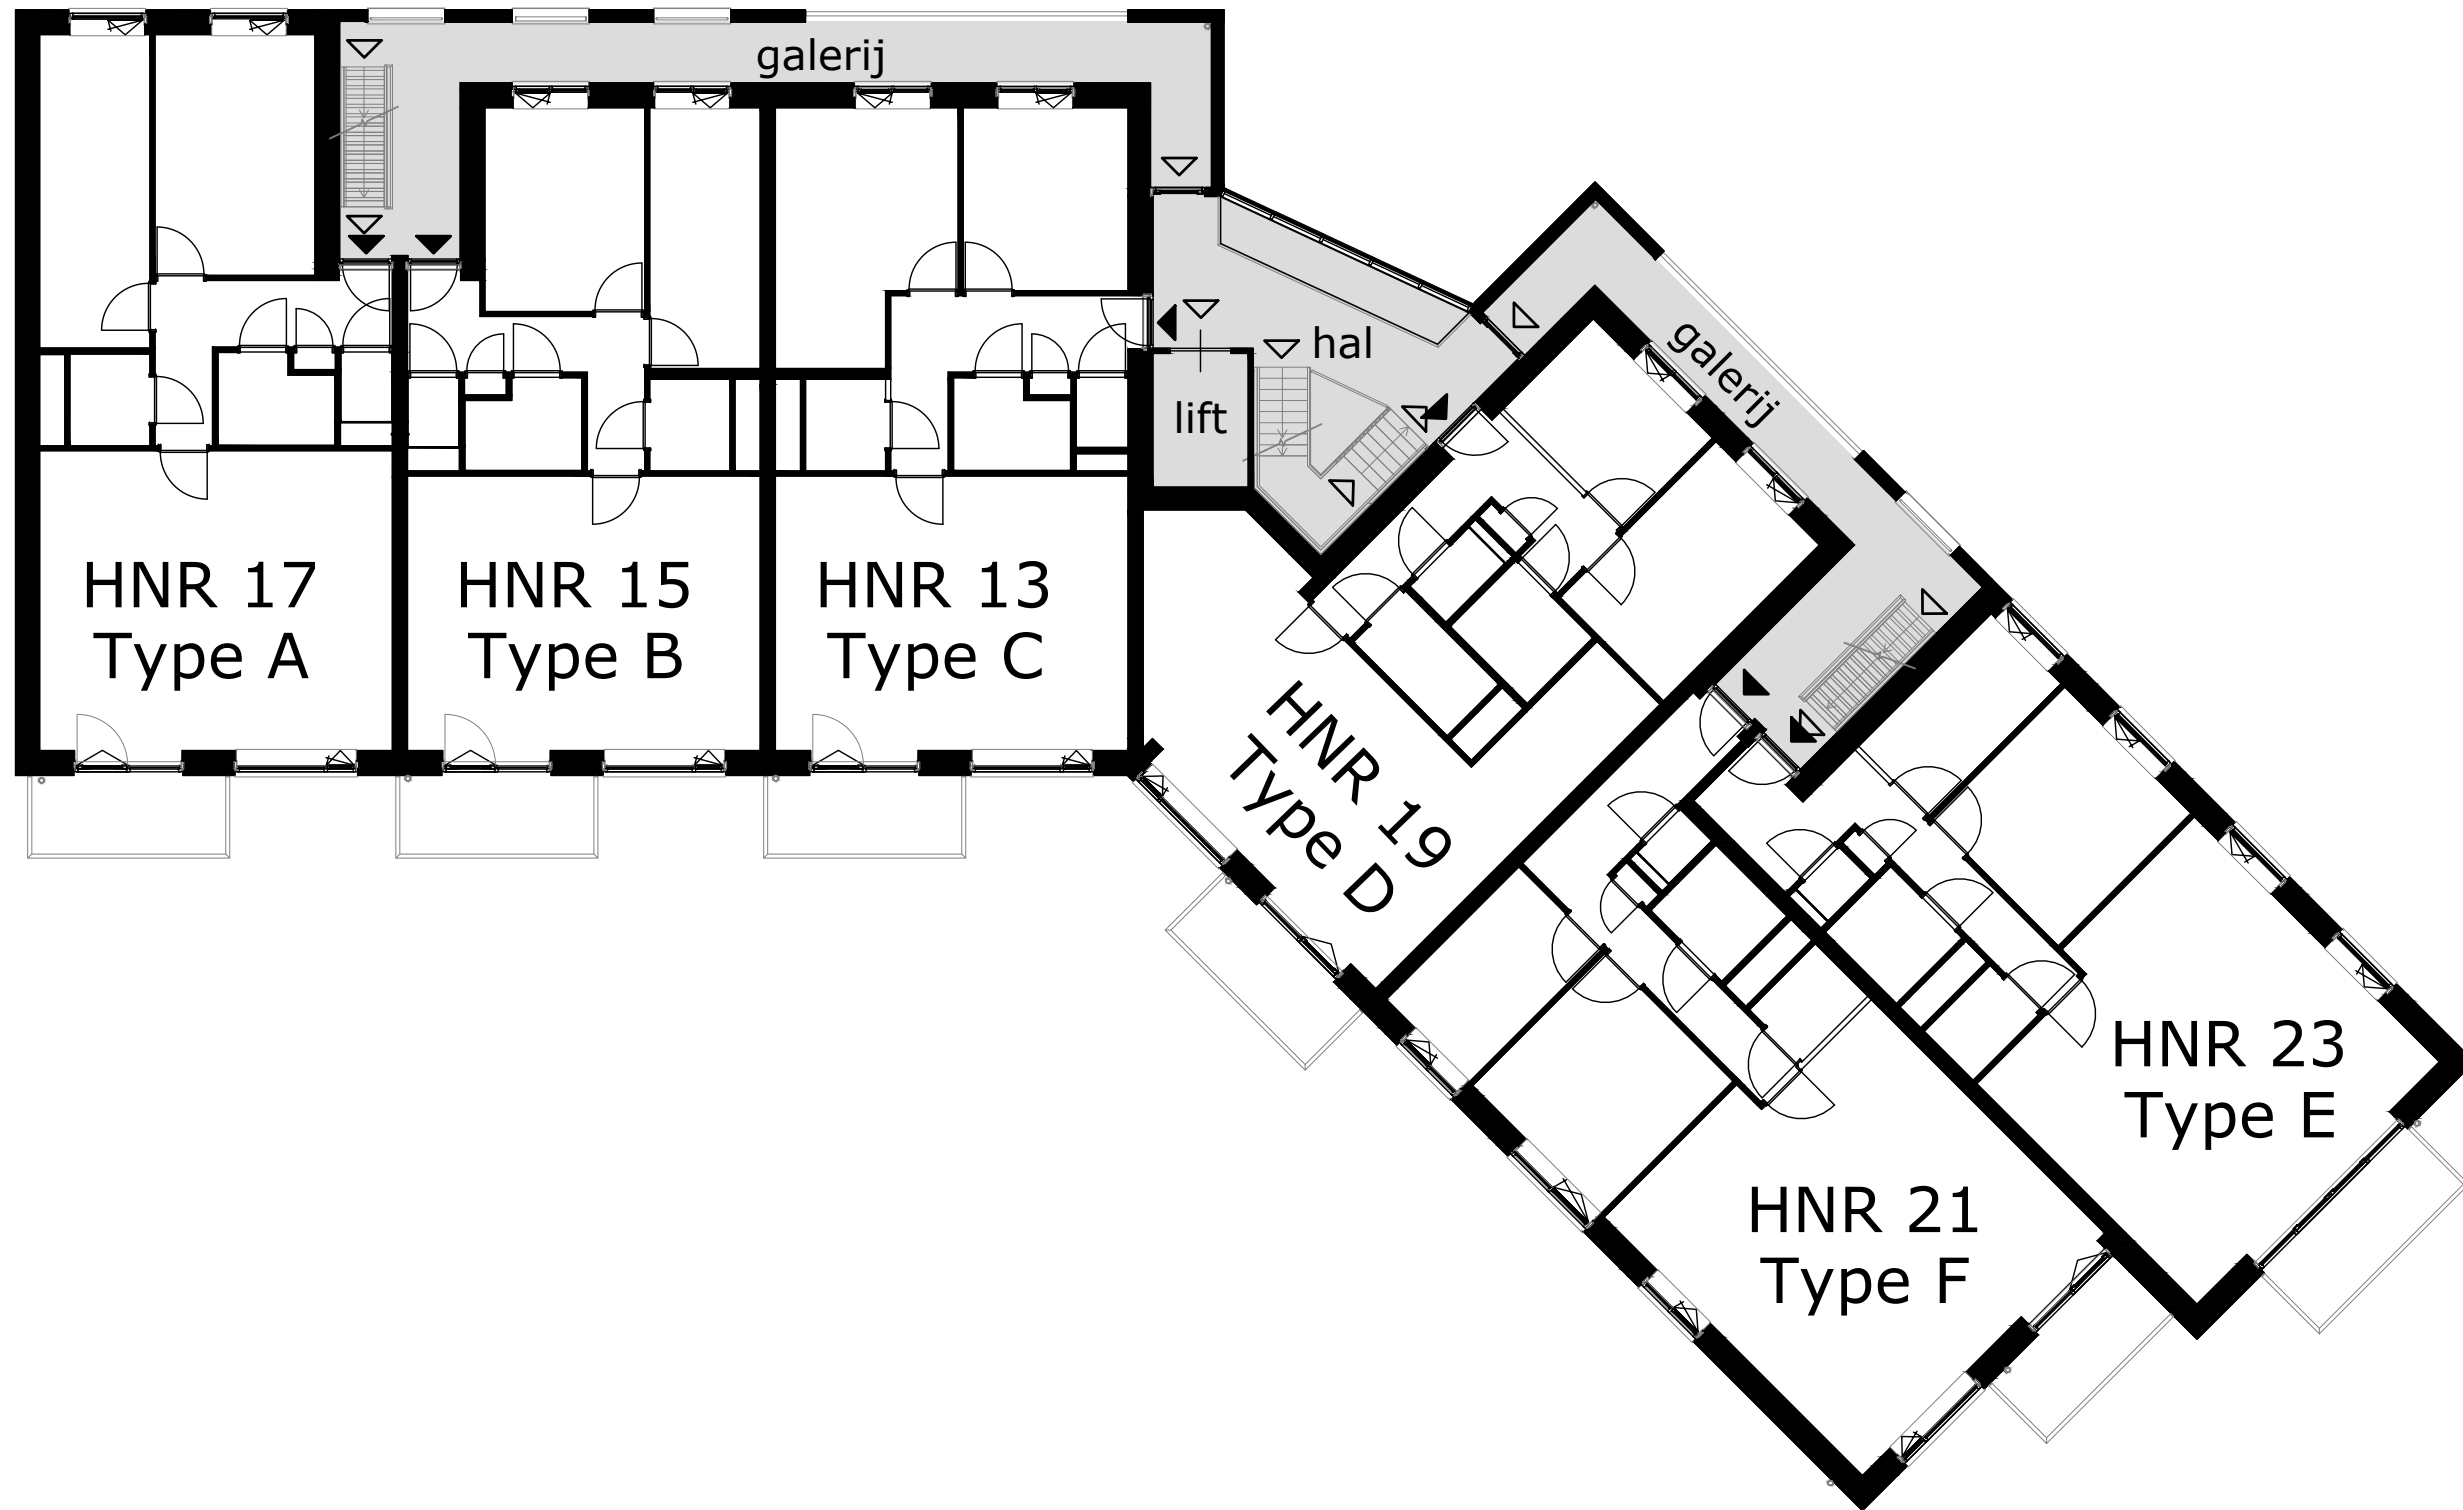 galerij
hal
galerij
lift
HNR 17
Type A
HNR 15
Type B
HNR 13
Type C
HNR 19
Type D
HNR 23
Type E
HNR 21
Type F